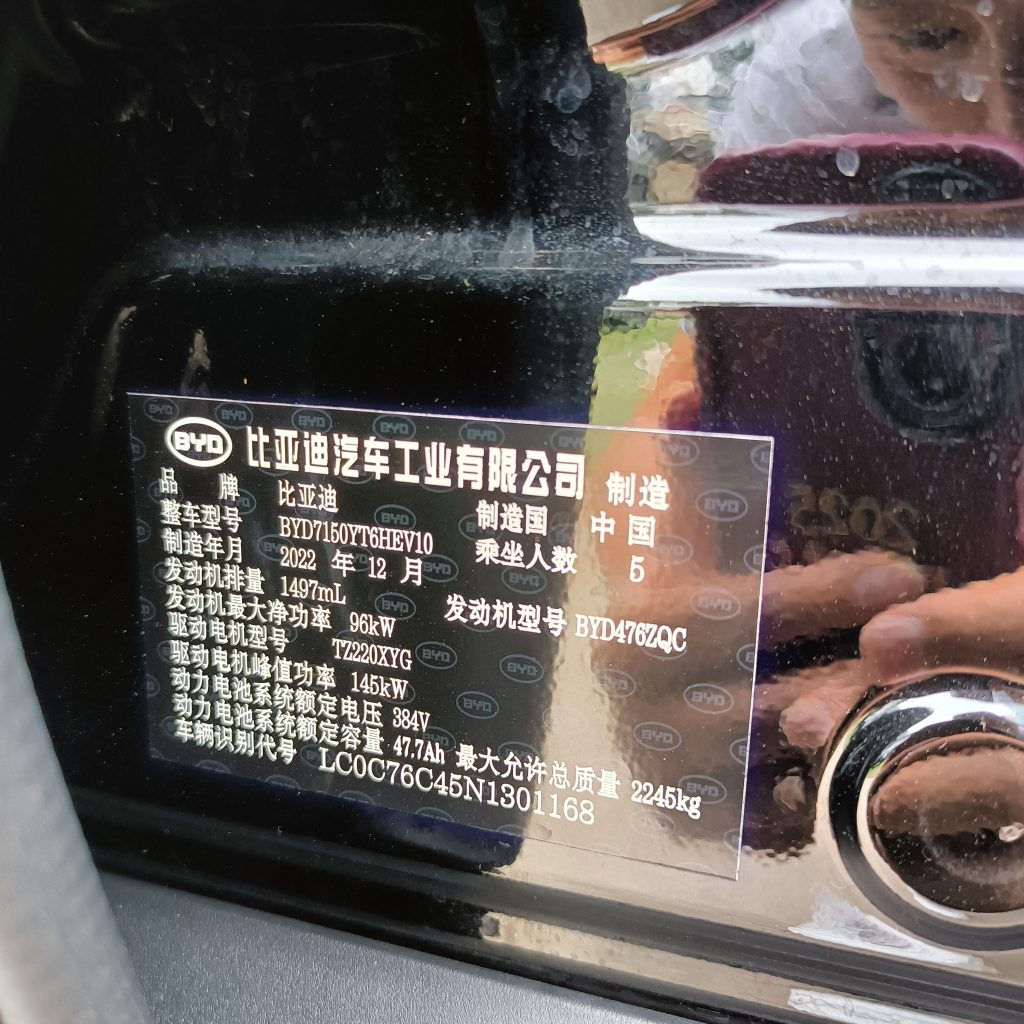 BYD 比亚迪汽车工业有限公司 制造
品 牌 比亚迪 制造国 中国
整车型号 BYD7150YT6HEV10 乘坐人数 5
制造年月 2022 年 12 月
发动机排量 1497mL 发动机型号 BYD476ZQC
发动机最大净功率 96kW
驱动电机型号 TZ220XYG
驱动电机峰值功率 145kW
动力电池系统额定电压 384V
动力电池系统额定容量 47.7Ah 最大允许总质量 2245kg
车辆识别代号 LC0C76C45N1301168